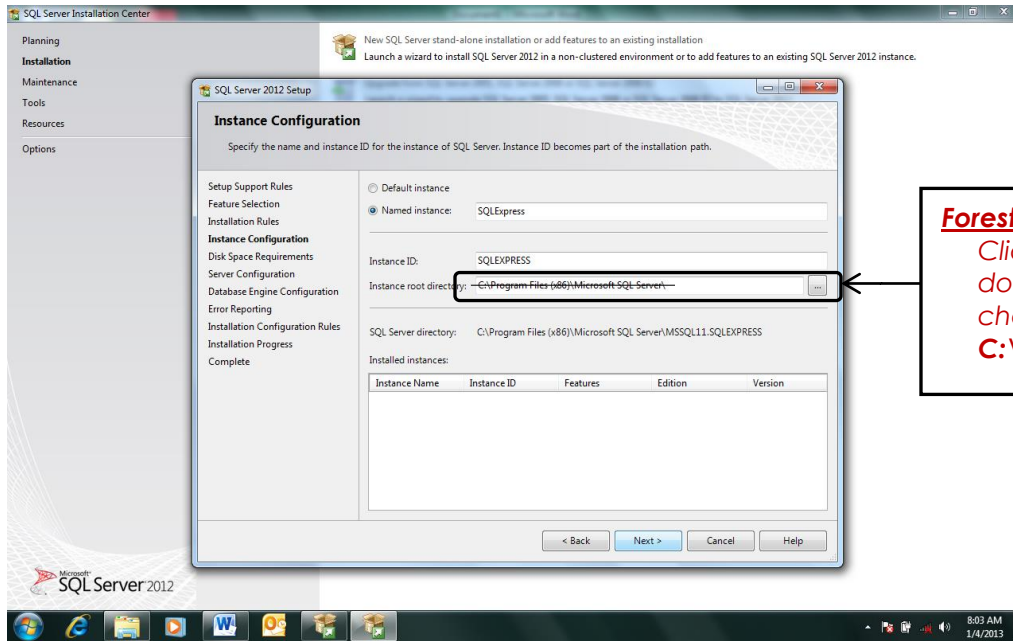 SQL Server Installation Center
Planning
Installation
Maintenance
Tools
Resources
Options
New SQL Server stand-alone installation or add features to an existing installation
Launch a wizard to install SQL Server 2012 in a non-clustered environment or to add features to an existing SQL Server 2012 instance.
SQL Server 2012 Setup
Instance Configuration
Specify the name and instance ID for the instance of SQL Server. Instance ID becomes part of the installation path.
Setup Support Rules
Feature Selection
Installation Rules
Instance Configuration
Disk Space Requirements
Server Configuration
Database Engine Configuration
Error Reporting
Installation Configuration Rules
Installation Progress
Complete
Default instance
Named instance: SQLExpress
Instance ID: SQLEXPRESS
Instance root directory: C:\Program Files (x86)\Microsoft SQL Server\
...
SQL Server directory: C:\Program Files (x86)\Microsoft SQL Server\MSSQL11.SQLEXPRESS
Installed instances:
Instance Name Instance ID Features Edition Version
< Back Next > Cancel Help
Microsoft
SQL Server 2012
8:03 AM
1/4/2013
C:\